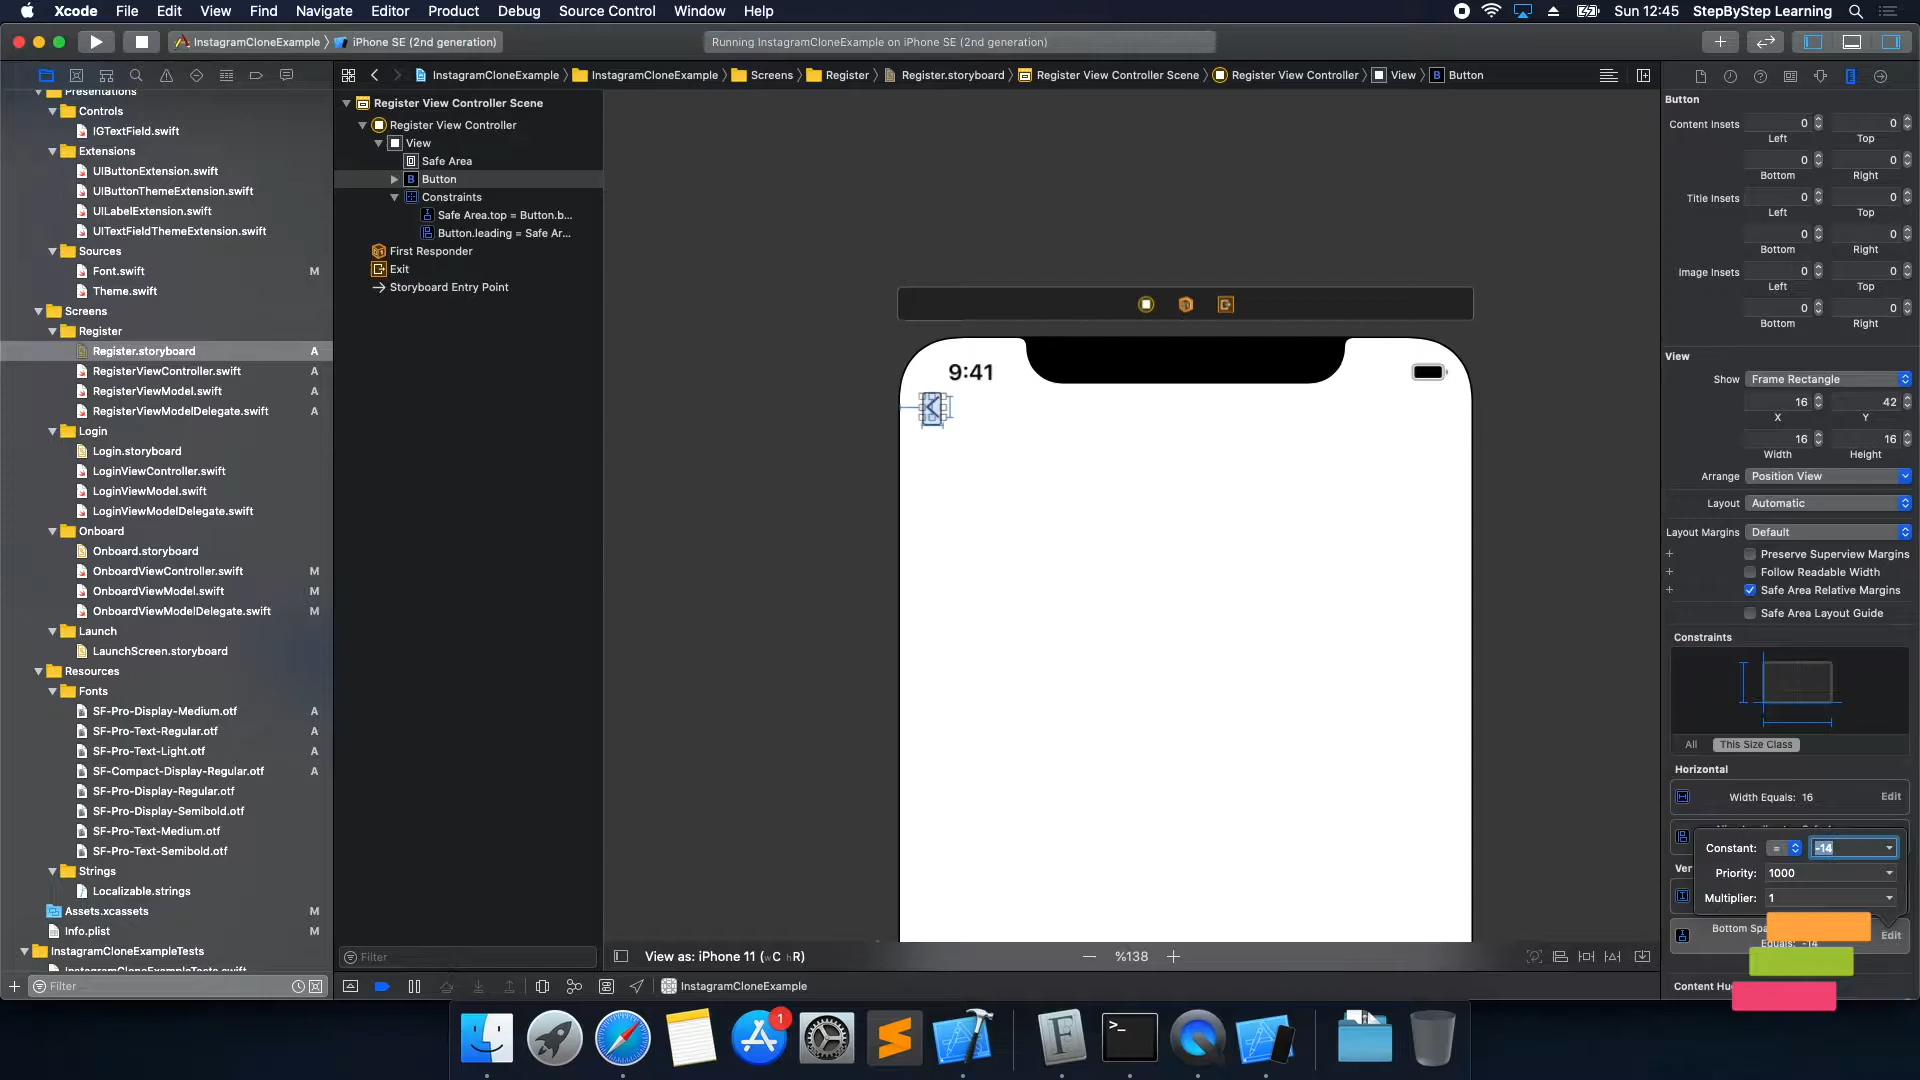 Xcode File Edit View Find Navigate Editor Product Debug Source Control Window Help
Sun 12:45 StepByStep Learning
InstagramCloneExample iPhone SE (2nd generation)
Running InstagramCloneExample on iPhone SE (2nd generation)
InstagramCloneExample InstagramCloneExample Screens Register Register.storyboard Register View Controller Scene Register View Controller View B Button
Presentations
Controls
IGTextField.swift
Extensions
UIButtonExtension.swift
UIButtonThemeExtension.swift
UILabelExtension.swift
UITextFieldThemeExtension.swift
Sources
Font.swift M
Theme.swift
Screens
Register
Register.storyboard A
RegisterViewController.swift A
RegisterViewModel.swift A
RegisterViewModelDelegate.swift A
Login
Login.storyboard
LoginViewController.swift
LoginViewModel.swift
LoginViewModelDelegate.swift
Onboard
Onboard.storyboard
OnboardViewController.swift M
OnboardViewModel.swift M
OnboardViewModelDelegate.swift M
Launch
LaunchScreen.storyboard
Resources
Fonts
SF-Pro-Display-Medium.otf A
SF-Pro-Text-Regular.otf A
SF-Pro-Text-Light.otf A
SF-Compact-Display-Regular.otf A
SF-Pro-Display-Regular.otf
SF-Pro-Display-Semibold.otf
SF-Pro-Text-Medium.otf
SF-Pro-Text-Semibold.otf
Strings
Localizable.strings
Assets.xcassets M
Info.plist M
InstagramCloneExampleTests
InstagramCloneExampleTests.swift
Filter
Register View Controller Scene
Register View Controller
View
Safe Area
B Button
Constraints
Safe Area.top = Button.b...
Button.leading = Safe Ar...
First Responder
Exit
Storyboard Entry Point
Filter
9:41
View as: iPhone 11 (wC hR)
%138
InstagramCloneExample
Button
Content Insets 0 0
Left Top
0 0
Bottom Right
Title Insets 0 0
Left Top
0 0
Bottom Right
Image Insets 0 0
Left Top
0 0
Bottom Right
View
Show Frame Rectangle
16 42
X Y
16 16
Width Height
Arrange Position View
Layout Automatic
Layout Margins Default
Preserve Superview Margins
Follow Readable Width
Safe Area Relative Margins
Safe Area Layout Guide
Constraints
All This Size Class
Horizontal
Width Equals: 16 Edit
Constant: = -14
Priority: 1000
Multiplier: 1
Ver
Bottom Spa
Edit
Equals: -14
Content Hu
1